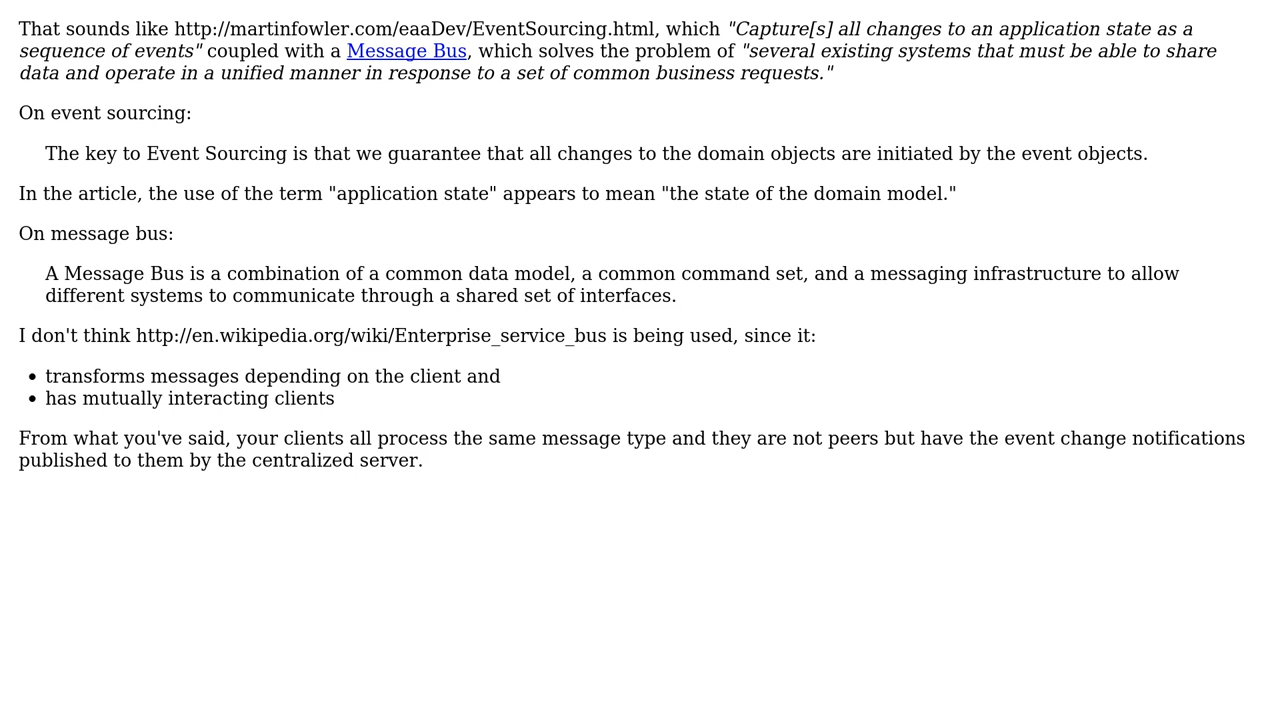 That sounds like http://martinfowler.com/eaaDev/EventSourcing.html, which "Capture[s] all changes to an application state as a
sequence of events" coupled with a Message Bus, which solves the problem of "several existing systems that must be able to share
data and operate in a unified manner in response to a set of common business requests."
On event sourcing:
The key to Event Sourcing is that we guarantee that all changes to the domain objects are initiated by the event objects.
In the article, the use of the term "application state" appears to mean "the state of the domain model."
On message bus:
A Message Bus is a combination of a common data model, a common command set, and a messaging infrastructure to allow
different systems to communicate through a shared set of interfaces.
I don't think http://en.wikipedia.org/wiki/Enterprise_service_bus is being used, since it:
• transforms messages depending on the client and
• has mutually interacting clients
From what you've said, your clients all process the same message type and they are not peers but have the event change notifications
published to them by the centralized server.